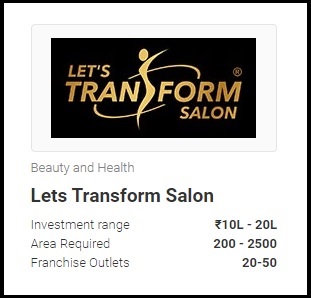 LET'S
TRANSFORM®
SALON
Beauty and Health
Lets Transform Salon
Investment range ₹10L - 20L
Area Required 200 - 2500
Franchise Outlets 20-50